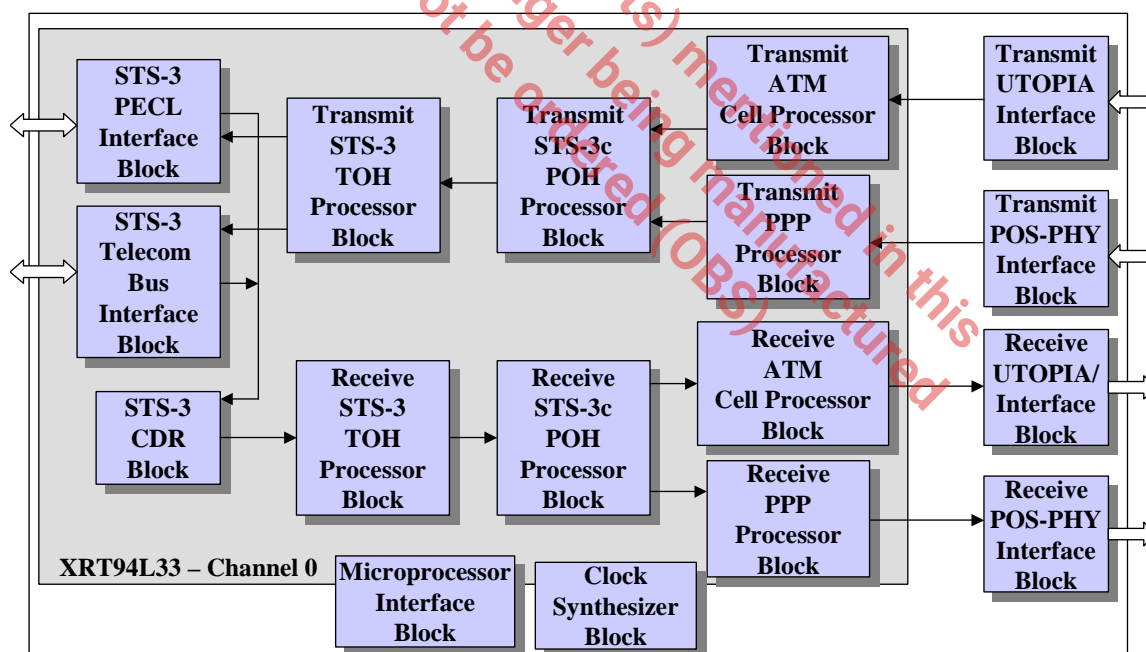 STS-3
PECL
Interface
Block
STS-3
Telecom
Bus
Interface
Block
STS-3
CDR
Block
Transmit
STS-3
TOH
Processor
Block
Transmit
STS-3c
POH
Processor
Block
Transmit
ATM
Cell Processor
Block
Transmit
PPP
Processor
Block
Transmit
UTOPIA
Interface
Block
Transmit
POS-PHY
Interface
Block
Receive
STS-3
TOH
Processor
Block
Receive
STS-3c
POH
Processor
Block
Receive
ATM
Cell Processor
Block
Receive
PPP
Processor
Block
Receive
UTOPIA/
Interface
Block
Receive
POS-PHY
Interface
Block
XRT94L33 – Channel 0
Microprocessor
Interface
Block
Clock
Synthesizer
Block
mentioned in this
being manufactured
not be ordered (OBS)